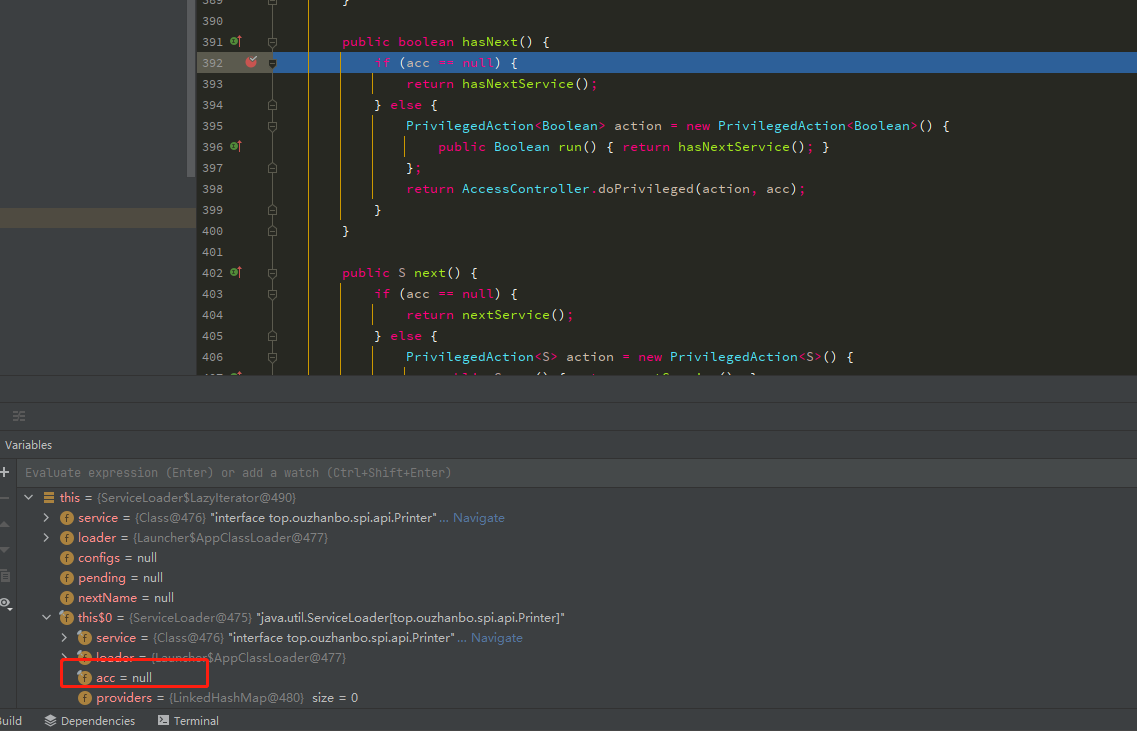 389 }
390
391 public boolean hasNext() {
392 if (acc == null) {
393 return hasNextService();
394 } else {
395 PrivilegedAction<Boolean> action = new PrivilegedAction<Boolean>() {
396 public Boolean run() { return hasNextService(); }
397 };
398 return AccessController.doPrivileged(action, acc);
399 }
400 }
401
402 public S next() {
403 if (acc == null) {
404 return nextService();
405 } else {
406 PrivilegedAction<S> action = new PrivilegedAction<S>() {
Variables
Evaluate expression (Enter) or add a watch (Ctrl+Shift+Enter)
this = {ServiceLoader$LazyIterator@490}
service = {Class@476} "interface top.ouzhanbo.spi.api.Printer"... Navigate
loader = {Launcher$AppClassLoader@477}
configs = null
pending = null
nextName = null
this$0 = {ServiceLoader@475} "java.util.ServiceLoader[top.ouzhanbo.spi.api.Printer]"
service = {Class@476} "interface top.ouzhanbo.spi.api.Printer"... Navigate
loader = {Launcher$AppClassLoader@477}
acc = null
providers = {LinkedHashMap@480} size = 0
Build Dependencies Terminal